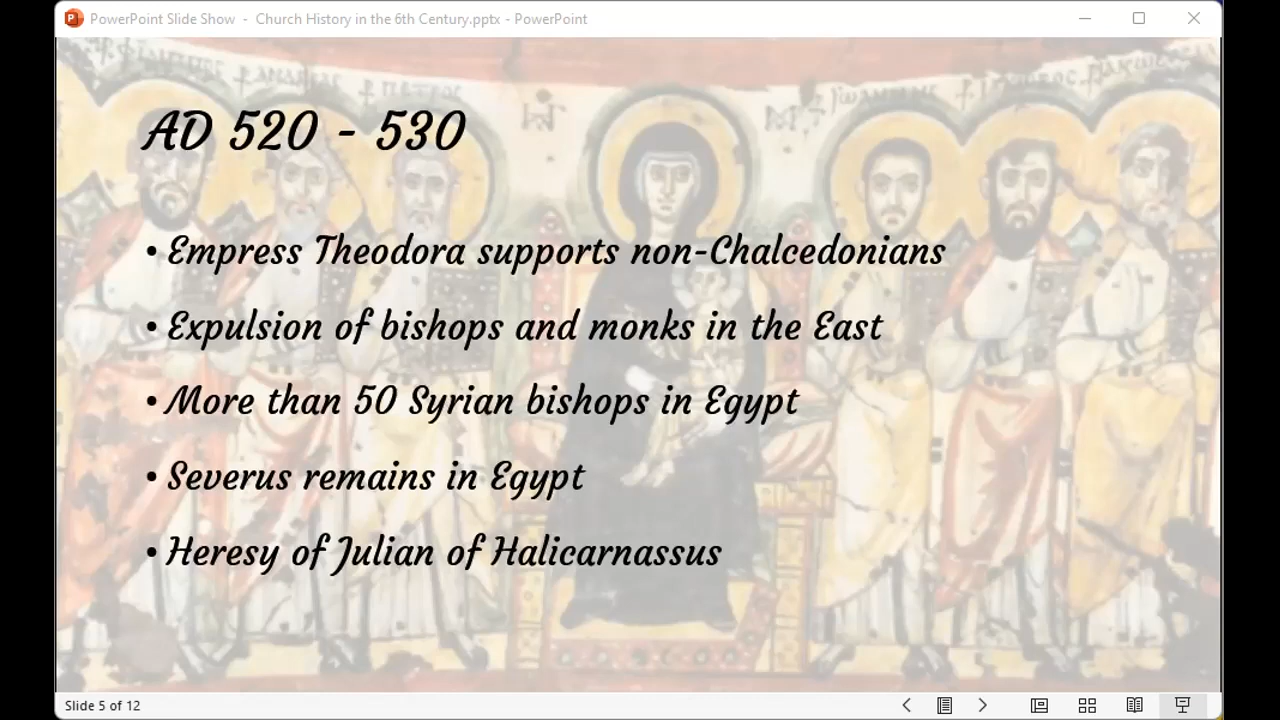 PowerPoint Slide Show - Church History in the 6th Century.pptx - PowerPoint
AD 520 - 530
• Empress Theodora supports non-Chalcedonians
• Expulsion of bishops and monks in the East
• More than 50 Syrian bishops in Egypt
• Severus remains in Egypt
• Heresy of Julian of Halicarnassus
Slide 5 of 12